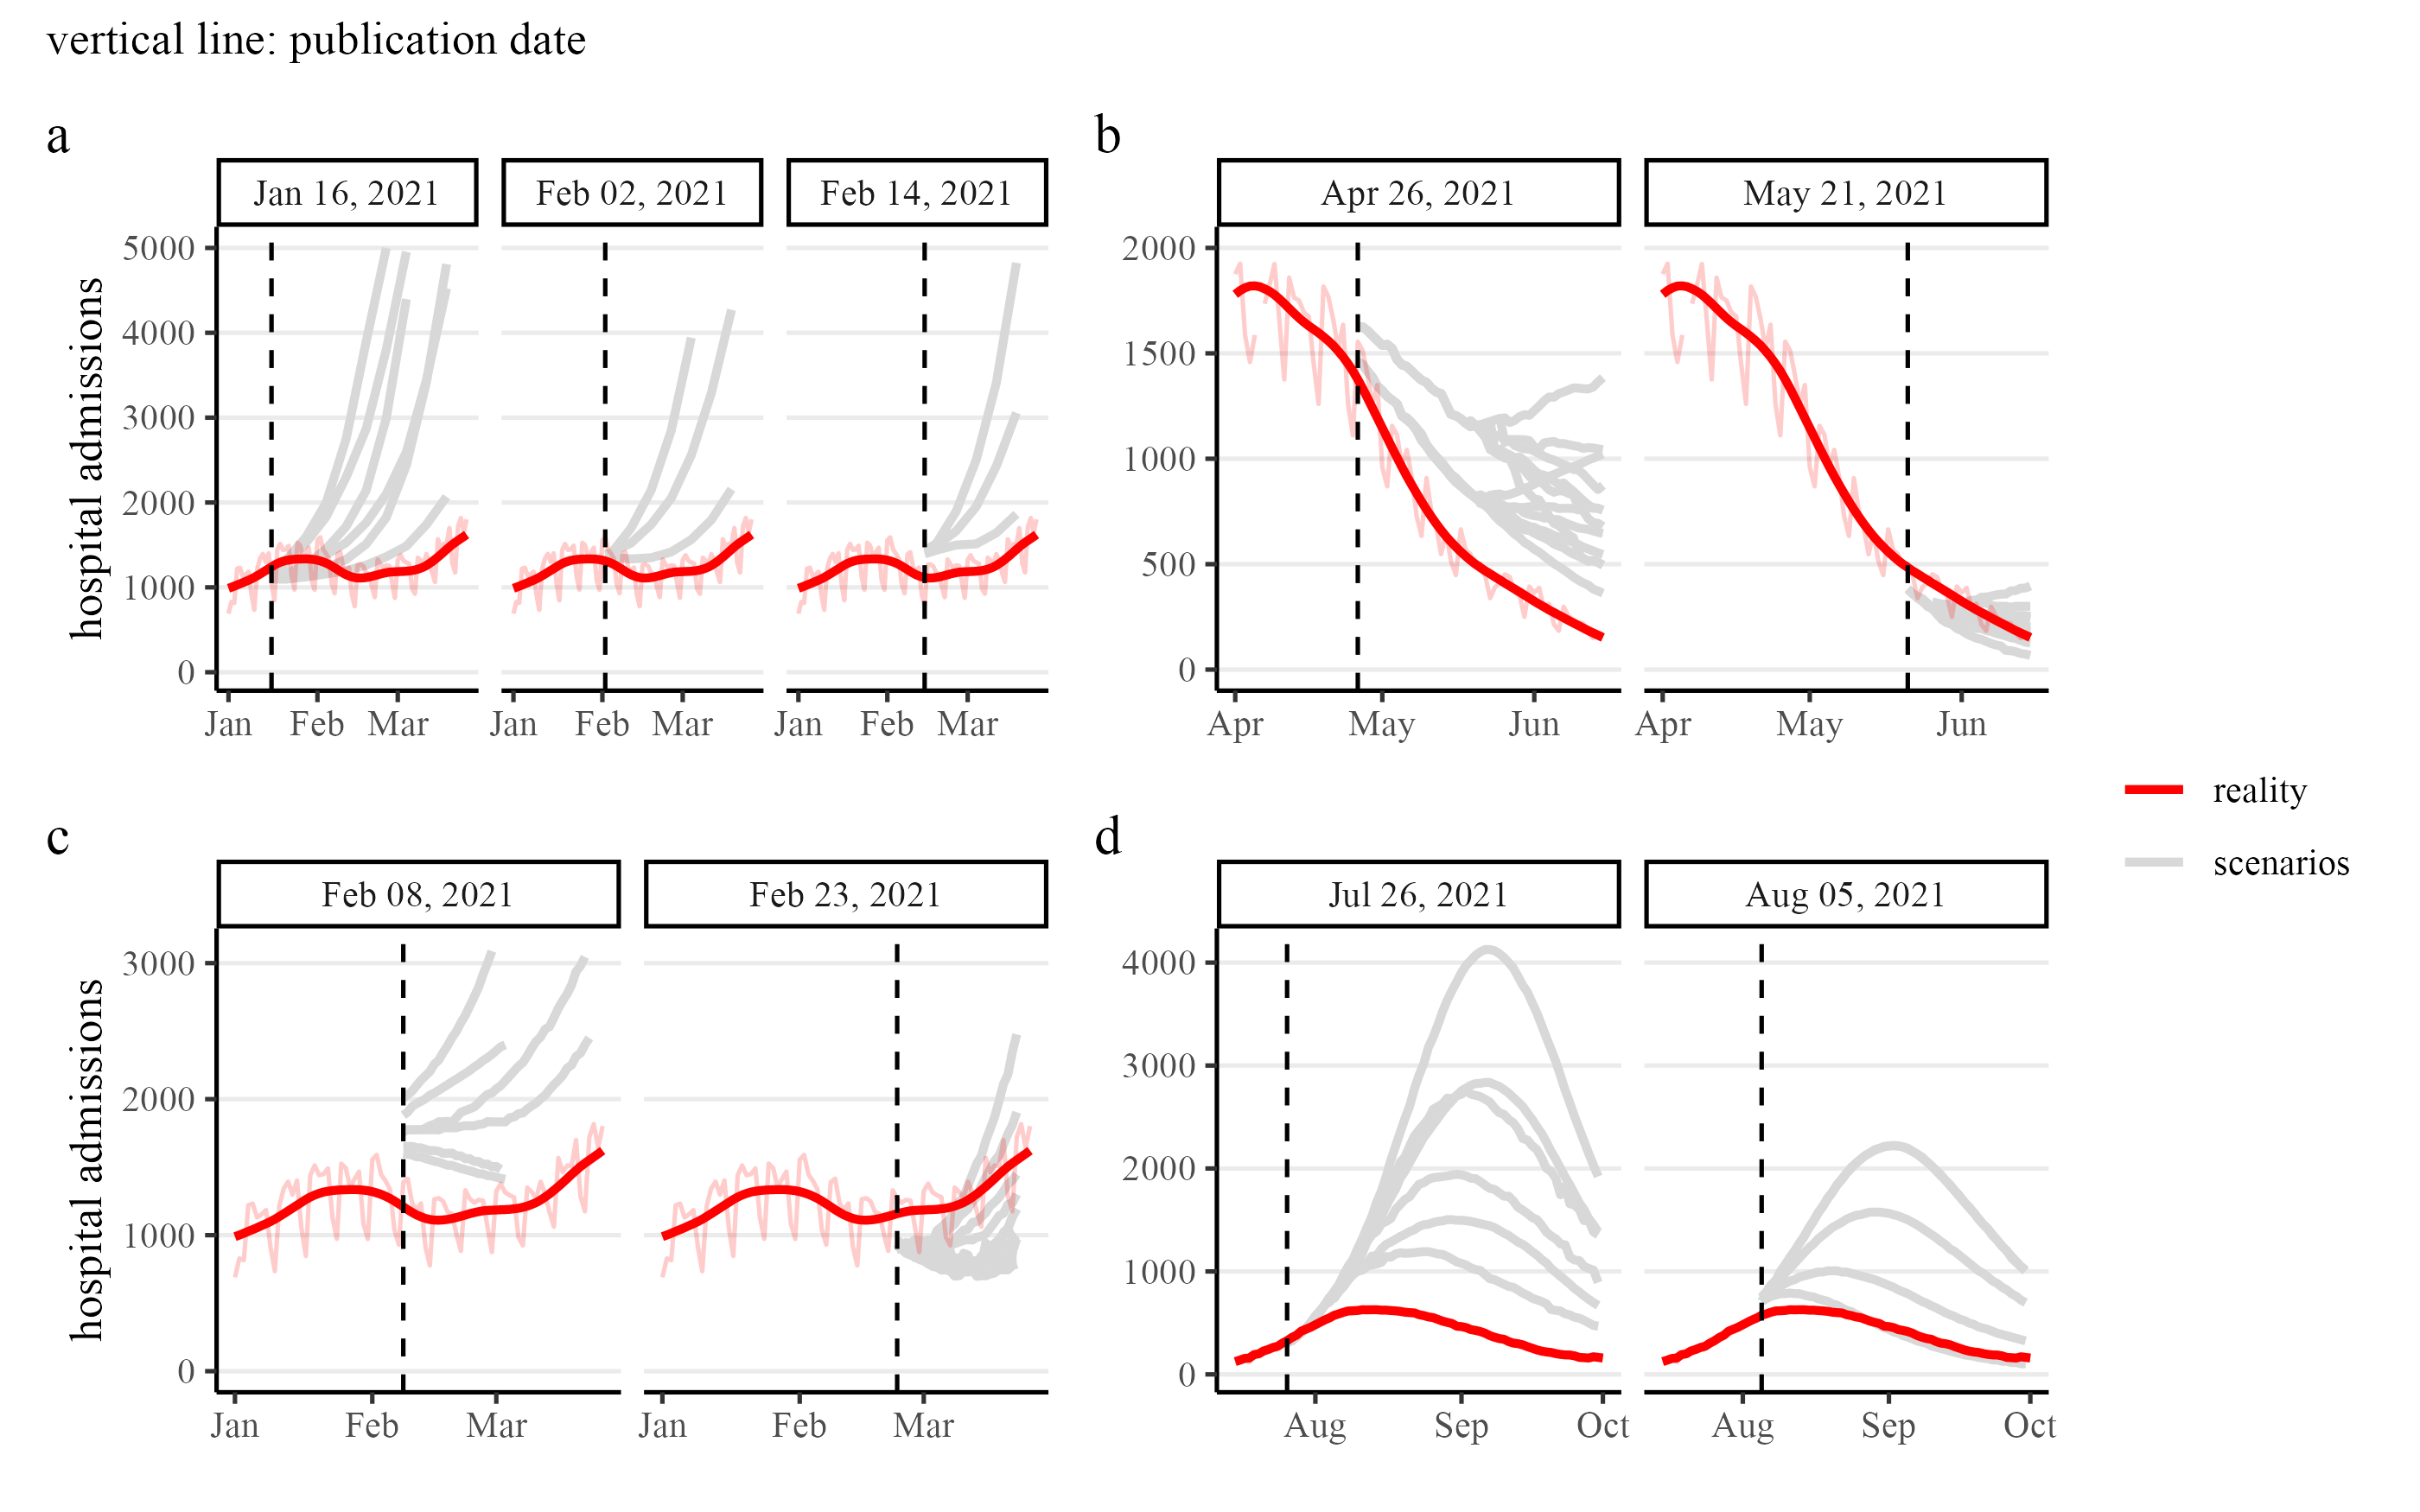 vertical line: publication date
a
Jan 16, 2021 Feb 02, 2021 Feb 14, 2021
hospital admissions
5000
4000
3000
2000
1000
0
Jan Feb Mar Jan Feb Mar Jan Feb Mar
b
Apr 26, 2021 May 21, 2021
2000
1500
1000
500
0
Apr May Jun Apr May Jun
c
Feb 08, 2021 Feb 23, 2021
hospital admissions
3000
2000
1000
0
Jan Feb Mar Jan Feb Mar
d
Jul 26, 2021 Aug 05, 2021
4000
3000
2000
1000
0
Aug Sep Oct Aug Sep Oct
reality
scenarios